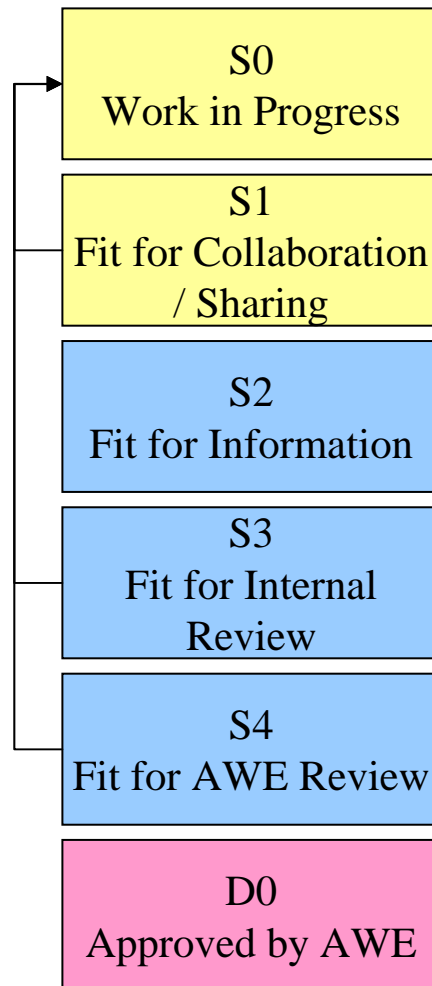 S0
Work in Progress
S1
Fit for Collaboration
/ Sharing
S2
Fit for Information
S3
Fit for Internal
Review
S4
Fit for AWE Review
D0
Approved by AWE